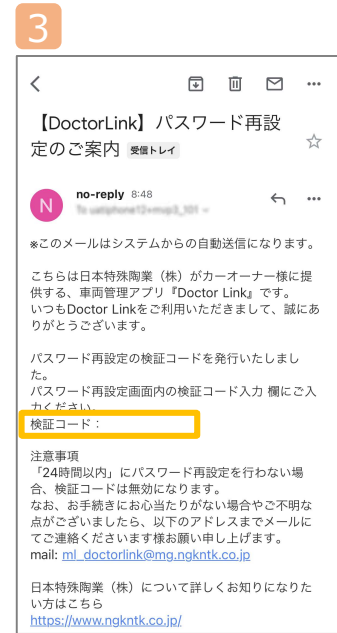 3
【DoctorLink】パスワード再設
定のご案内 受信トレイ
N
no-reply 8:48
※このメールはシステムからの自動送信になります。
こちらは日本特殊陶業（株）がカーオーナー様に提
供する、車両管理アプリ『Doctor Link』です。
いつもDoctor Linkをご利用いただきまして、誠にあ
りがとうございます。
パスワード再設定の検証コードを発行いたしまし
た。
パスワード再設定画面内の検証コード入力 欄にご入
力ください。
検証コード：
注意事項
「24時間以内」にパスワード再設定を行わない場
合、検証コードは無効になります。
なお、お手続きにお心当たりがない場合やご不明な
点がございましたら、以下のアドレスまでメールに
てご連絡くださいます様お願い申し上げます。
mail: ml_doctorlink@mg.ngkntk.co.jp
日本特殊陶業（株）について詳しくお知りになりた
い方はこちら
https://www.ngkntk.co.jp/